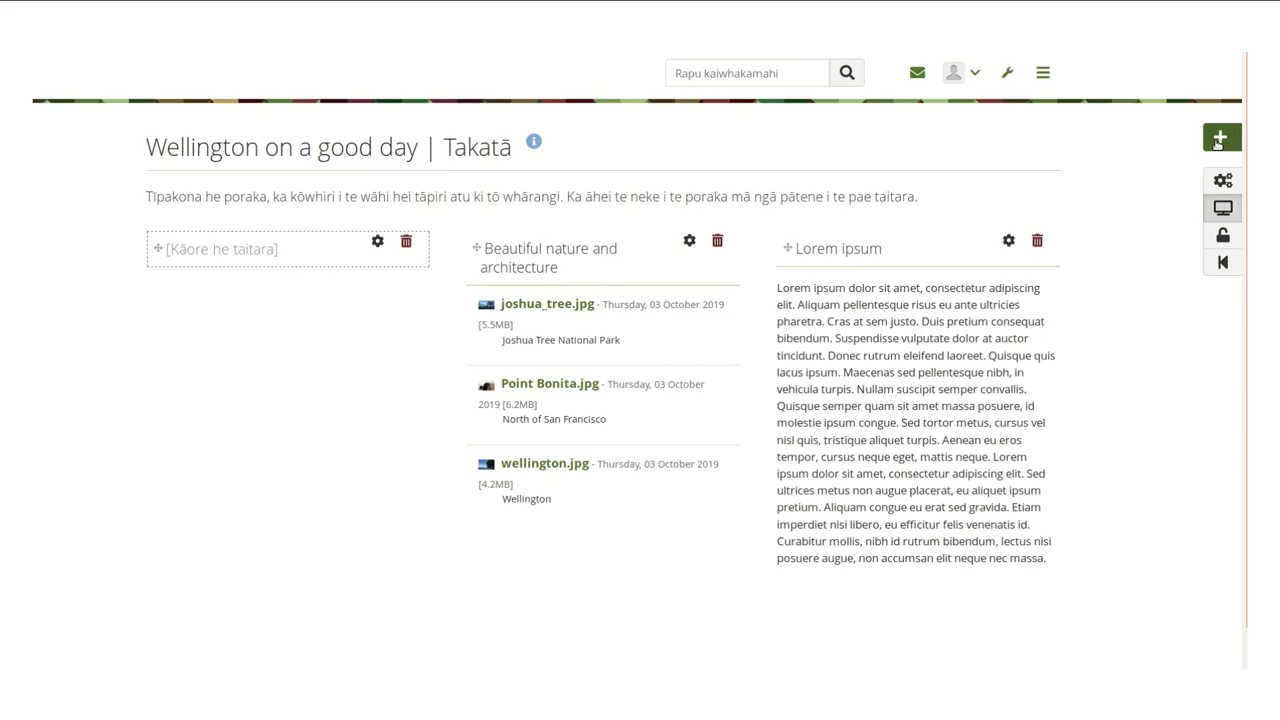 Rapu kaiwhakamahi
Wellington on a good day | Takatā
Tīpakona he poraka, ka kōwhiri i te wāhi hei tāpiri atu ki tō whārangi. Ka āhei te neke i te poraka mā ngā pātene i te pae taitara.
[Kāore he taitara]
Beautiful nature and
architecture
joshua_tree.jpg - Thursday, 03 October 2019
[5.5MB]
Joshua Tree National Park
Point Bonita.jpg - Thursday, 03 October
2019 [6.2MB]
North of San Francisco
wellington.jpg - Thursday, 03 October 2019
[4.2MB]
Wellington
Lorem ipsum
Lorem ipsum dolor sit amet, consectetur adipiscing
elit. Aliquam pellentesque risus eu ante ultricies
pharetra. Cras at sem justo. Duis pretium consequat
bibendum. Suspendisse vulputate dolor at auctor
tincidunt. Donec rutrum eleifend laoreet. Quisque quis
lacus ipsum. Maecenas sed pellentesque nibh, in
vehicula turpis. Nullam suscipit semper convallis.
Quisque semper quam sit amet massa posuere, id
molestie ipsum congue. Sed tortor metus, cursus vel
nisl quis, tristique aliquet turpis. Aenean eu eros
tempor, cursus neque eget, mattis neque. Lorem
ipsum dolor sit amet, consectetur adipiscing elit. Sed
ultrices metus non augue placerat, eu aliquet ipsum
pretium. Aliquam congue eu erat sed gravida. Etiam
imperdiet nisi libero, eu efficitur felis venenatis id.
Curabitur mollis, nibh id rutrum bibendum, lectus nisi
posuere augue, non accumsan elit neque nec massa.